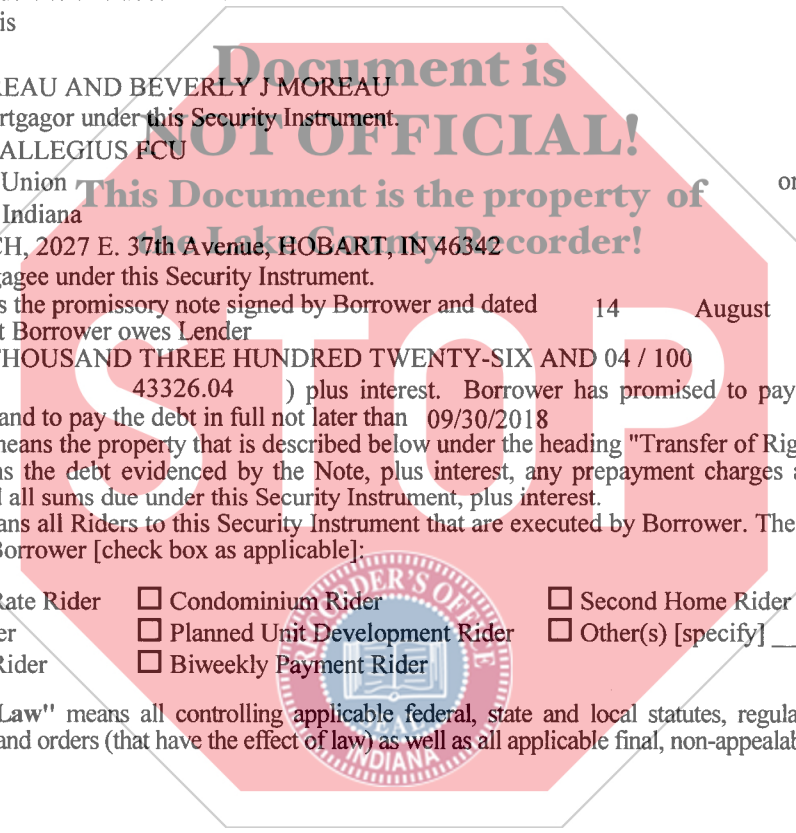 is
Document is
REAU AND BEVERLY J MOREAU
rtgagor under this Security Instrument.
NOT OFFICIAL!
ALLEGIUS FCU
Union
This Document is the property of
or
Indiana
the Lake County Recorder!
CH, 2027 E. 37th Avenue, HOBART, IN 46342
gagee under this Security Instrument.
s the promissory note signed by Borrower and dated 14 August
t Borrower owes Lender
THOUSAND THREE HUNDRED TWENTY-SIX AND 04 / 100
43326.04 ) plus interest. Borrower has promised to pay
and to pay the debt in full not later than 09/30/2018
STOP
means the property that is described below under the heading "Transfer of Rig
ns the debt evidenced by the Note, plus interest, any prepayment charges a
l all sums due under this Security Instrument, plus interest.
ans all Riders to this Security Instrument that are executed by Borrower. The
Borrower [check box as applicable]:
Rate Rider ☐ Condominium Rider ☐ Second Home Rider
er ☐ Planned Unit Development Rider ☐ Other(s) [specify] __
Rider ☐ Biweekly Payment Rider
RECORDER'S OFFICE
SEAL
INDIANA
Law" means all controlling applicable federal, state and local statutes, regula
and orders (that have the effect of law) as well as all applicable final, non-appealab